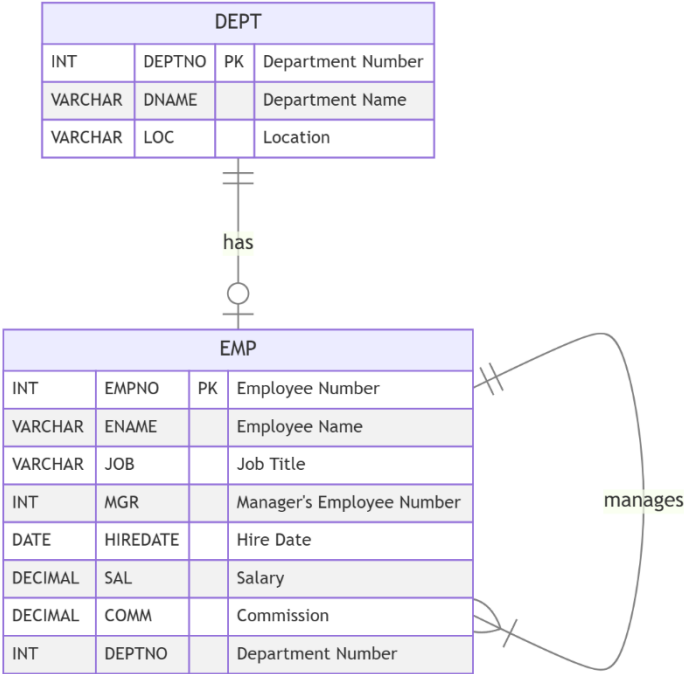 DEPT
INT DEPTNO PK Department Number
VARCHAR DNAME Department Name
VARCHAR LOC Location
has
EMP
INT EMPNO PK Employee Number
VARCHAR ENAME Employee Name
VARCHAR JOB Job Title
INT MGR Manager's Employee Number
manages
DATE HIREDATE Hire Date
DECIMAL SAL Salary
DECIMAL COMM Commission
INT DEPTNO Department Number